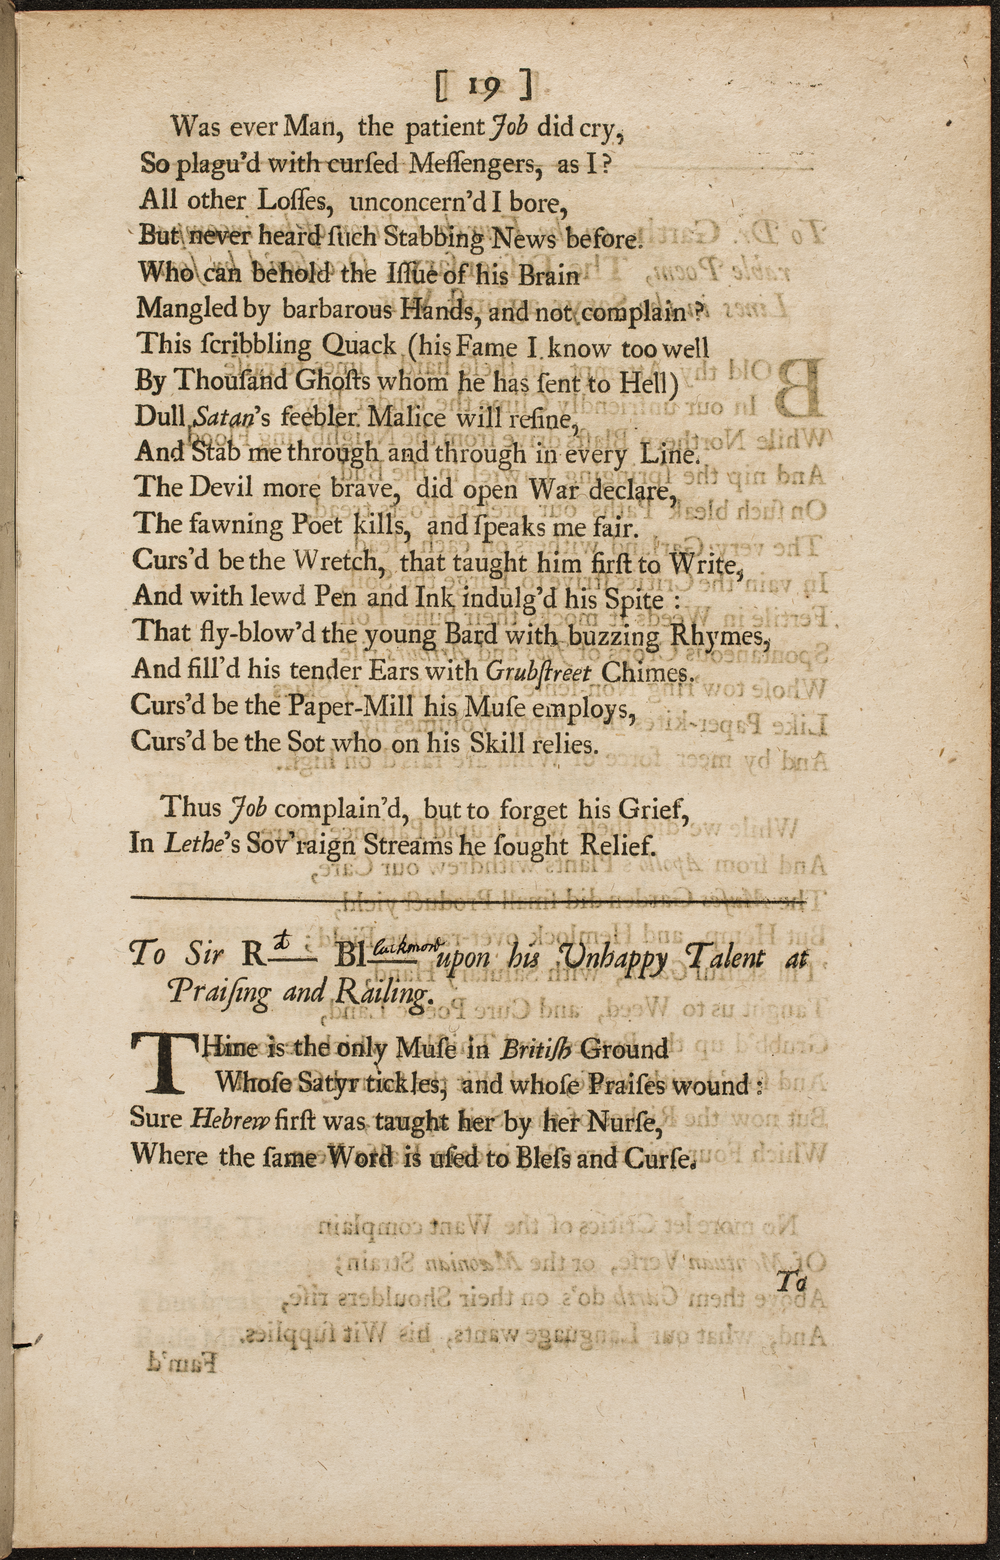 [ 19 ]
Was ever Man, the patient Job did cry,
So plagu'd with curſed Meſſengers, as I?
All other Loſſes, unconcern'd I bore,
But never heard ſuch Stabbing News before.
Who can behold the Iſſue of his Brain
Mangled by barbarous Hands, and not complain?
This ſcribbling Quack (his Fame I know too well
By Thouſand Ghoſts whom he has ſent to Hell)
Dull Satan's feebler Malice will refine,
And Stab me through and through in every Line.
The Devil more brave, did open War declare,
The fawning Poet kills, and ſpeaks me fair.
Curs'd be the Wretch, that taught him firſt to Write,
And with lewd Pen and Ink indulg'd his Spite :
That fly-blow'd the young Bard with buzzing Rhymes,
And fill'd his tender Ears with Grubſtreet Chimes.
Curs'd be the Paper-Mill his Muſe employs,
Curs'd be the Sot who on his Skill relies.
Thus Job complain'd, but to forget his Grief,
In Lethe's Sov'raign Streams he ſought Relief.
To Sir R—t— Bl—ackmore upon his Unhappy Talent at
Praiſing and Railing.
THine is the only Muſe in Britiſh Ground
Whoſe Satyr tickles, and whoſe Praiſes wound :
Sure Hebrew firſt was taught her by her Nurſe,
Where the ſame Word is uſed to Bleſs and Curſe.
To